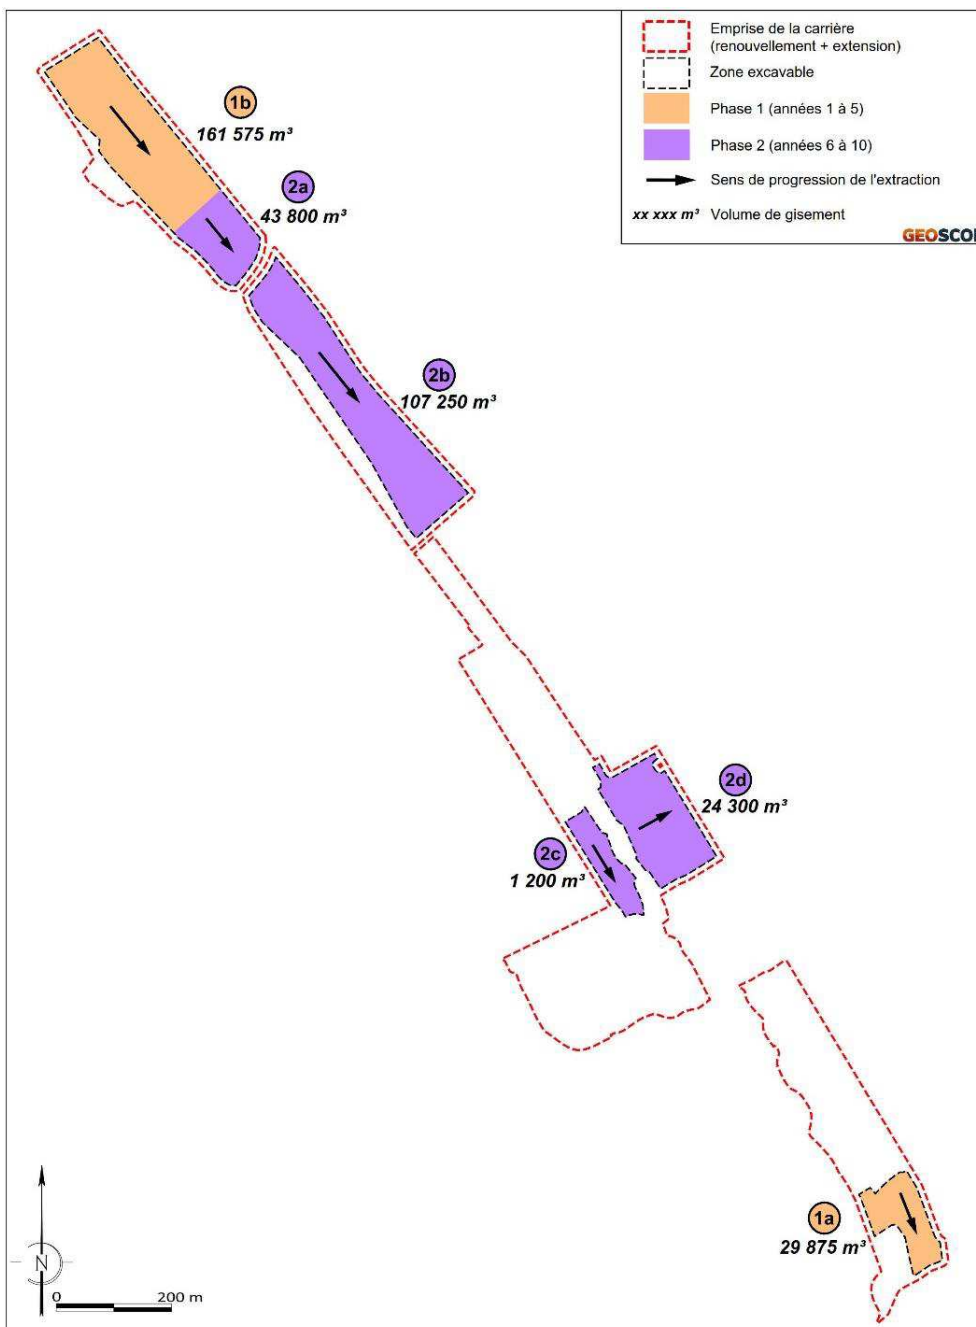 Emprise de la carrière
(renouvellement + extension)
Zone excavable
Phase 1 (années 1 à 5)
Phase 2 (années 6 à 10)
Sens de progression de l'extraction
xx xxx m³ Volume de gisement
GEOSCO
1b
161 575 m³
2a
43 800 m³
2b
107 250 m³
2d
24 300 m³
2c
1 200 m³
1a
29 875 m³
N
0 200 m